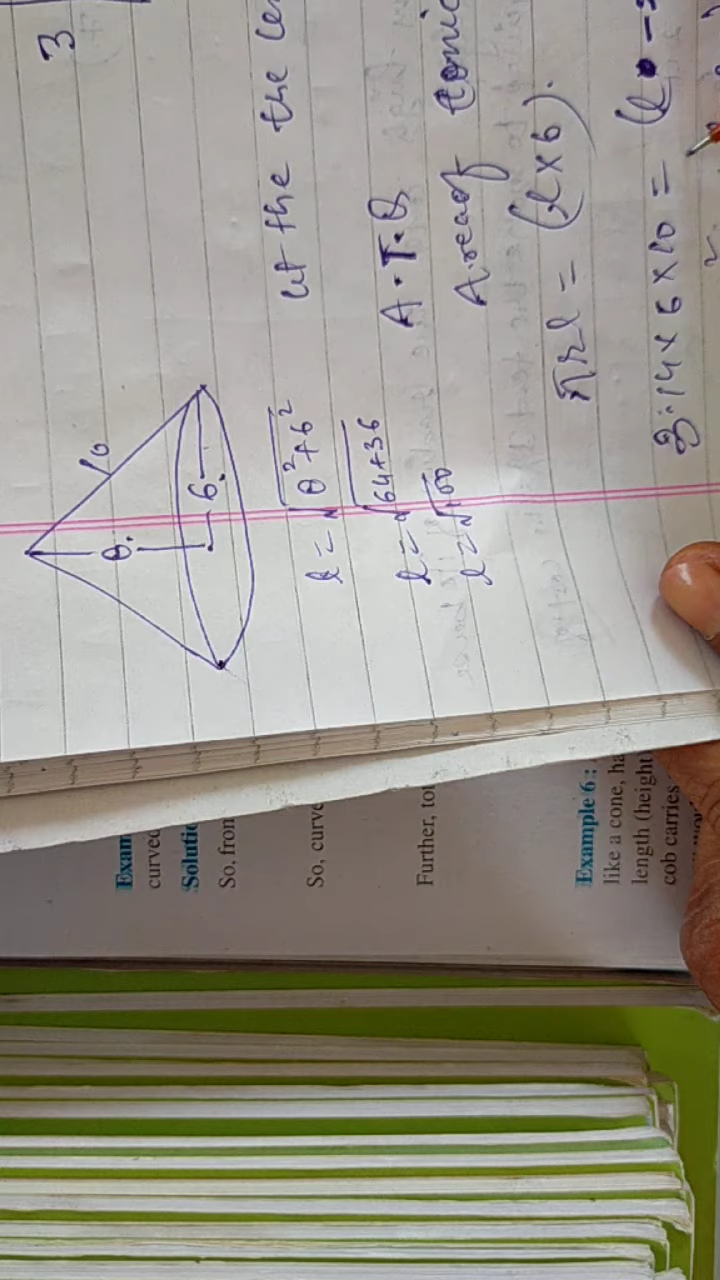 3
10
8.
6.
l = √8²+6²
l = √64+36
l = √100
let the the len
A.T.Q
Area of conic
πrl = (l×b).
3.14×6×10 = (l
Exam
curved
Solutio
So, from
So, curve
Further, to
Example 6 :
like a cone, ha
length (height
cob carries